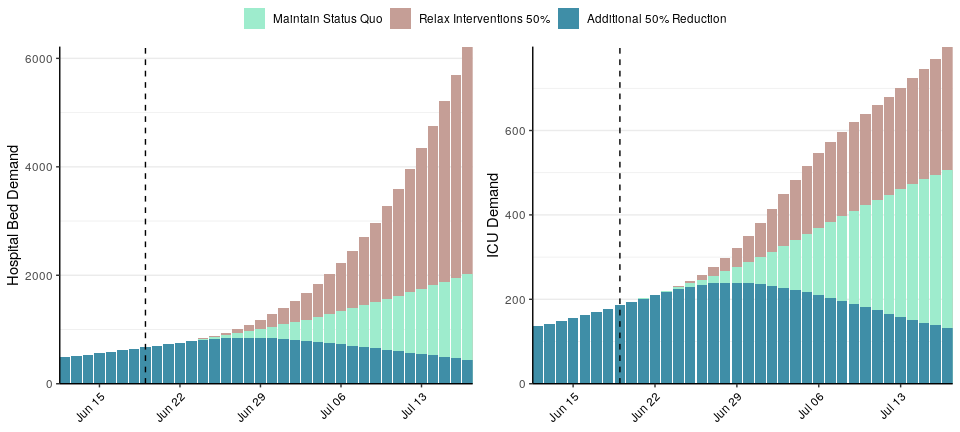 Maintain Status Quo Relax Interventions 50% Additional 50% Reduction
Hospital Bed Demand
6000
4000
2000
0
Jun 15 Jun 22 Jun 29 Jul 06 Jul 13
ICU Demand
600
400
200
0
Jun 15 Jun 22 Jun 29 Jul 06 Jul 13